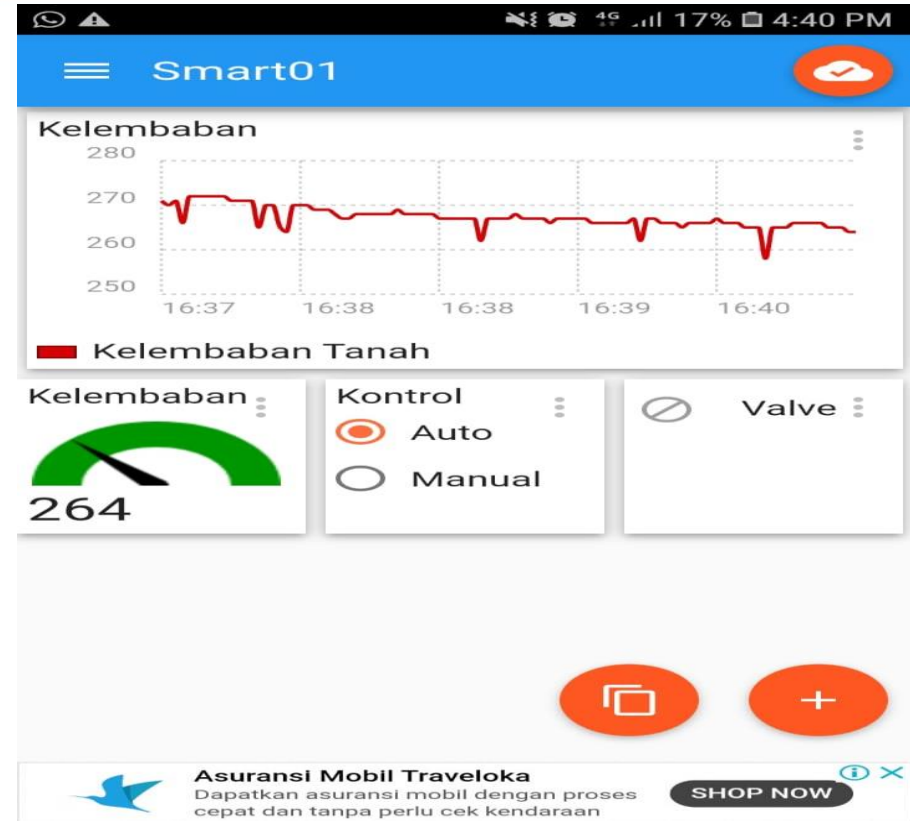 4G 17% 4:40 PM
Smart01
Kelembaban
280
270
260
250
16:37 16:38 16:38 16:39 16:40
Kelembaban Tanah
Kelembaban
264
Kontrol
Auto
Manual
Valve
Asuransi Mobil Traveloka
Dapatkan asuransi mobil dengan proses
cepat dan tanpa perlu cek kendaraan
SHOP NOW